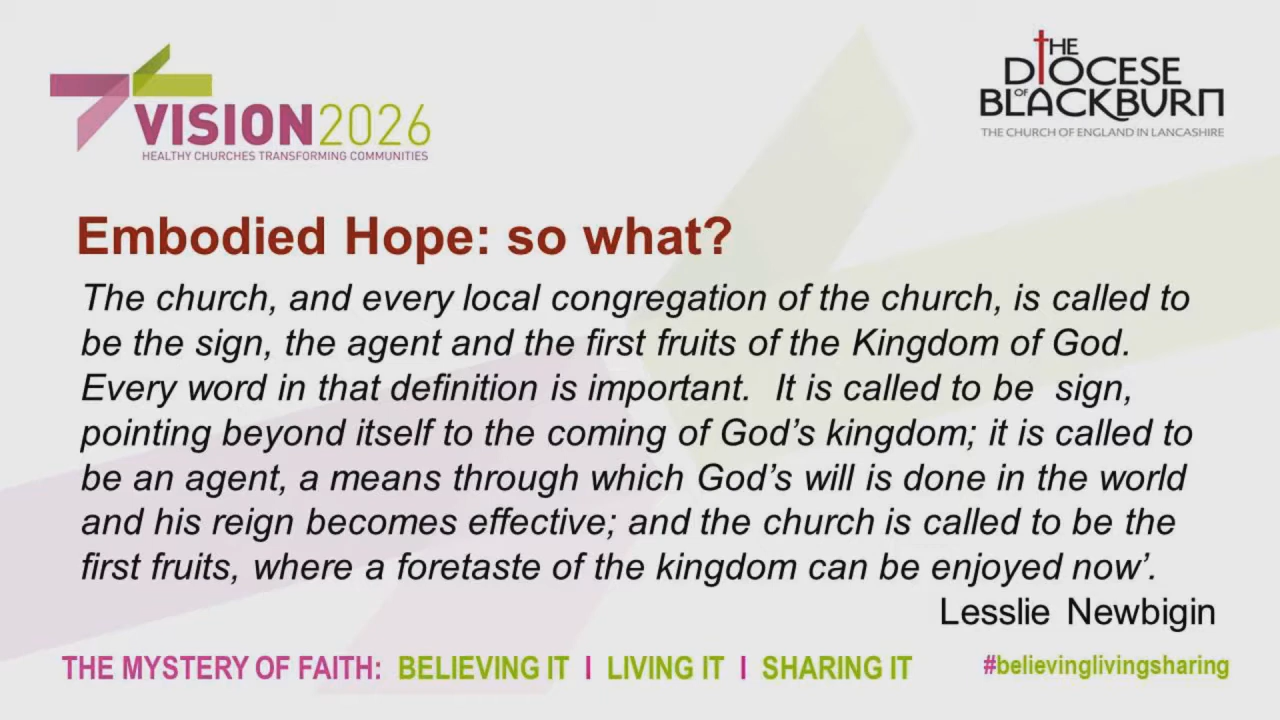 VISION2026
HEALTHY CHURCHES TRANSFORMING COMMUNITIES
THE
DIOCESE
OF
BLACKBURN
THE CHURCH OF ENGLAND IN LANCASHIRE
Embodied Hope: so what?
The church, and every local congregation of the church, is called to
be the sign, the agent and the first fruits of the Kingdom of God.
Every word in that definition is important.  It is called to be  sign,
pointing beyond itself to the coming of God’s kingdom; it is called to
be an agent, a means through which God’s will is done in the world
and his reign becomes effective; and the church is called to be the
first fruits, where a foretaste of the kingdom can be enjoyed now’.
Lesslie Newbigin
THE MYSTERY OF FAITH: BELIEVING IT I LIVING IT I SHARING IT
#believinglivingsharing